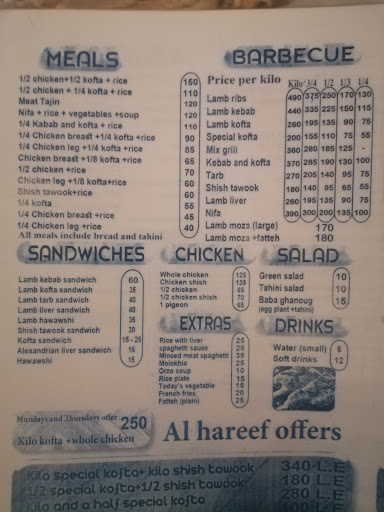 MEALS
1/2 chicken+1/2 kofta + rice 150
1/2 chicken + 1/4 kofta + rice 110
Meat Tajin 120
Nifa + rice + vegetables +soup 120
1/4 Kabab and kofta + rice 110
1/4 Chicken breast +1/4 kofta +rice 90
1/4 Chicken leg +1/4 kofta +rice 85
Chicken breast +1/8 kofta +rice 65
1/2 chicken +rice 70
Chicken leg +1/8 kofta+rice 60
Shish tawook+rice 60
1/4 kofta 55
1/4 Chicken breast +rice 45
1/4 Chicken leg +rice 40
All meals include bread and tahini
BARBECUE
Price per kilo Kilo 3/4 1/2 1/3 1/4
Lamb ribs 490 375 250 170 130
Lamb kebab 440 335 225 150 115
Lamb kofta 260 195 135 90 75
Special kofta 200 155 110 75 55
Mix grill 360 280 185 125 -
Kebab and kofta 370 285 190 130 100
Tarb 270 205 140 95 75
Shish tawook 180 140 95 65 55
Lamb liver 260 195 135 90 75
Nifa 390 300 200 135 100
Lamb moza (large) 170
Lamb moza +fatteh 180
SANDWICHES
Lamb kebab sandwich 60
Lamb kofta sandwich 35
Lamb tarb sandwich 40
Lamb liver sandwich 40
Lamb hawawshi 35
Shish tawook sandwich 30
Kofta sandwich 15 - 25
Alexandrian liver sandwich 15
Hawawshi 15
CHICKEN
Whole chicken 125
Chicken shish 135
1/2 chicken 65
1/2 chicken shish 70
1 pigeon 65
SALAD
Green salad 10
Tahini salad 10
Baba ghanoug 15
(egg plant +tahini)
EXTRAS
Rice with liver 25
spaghetti sauce 25
Minced meat spaghetti 35
Molokhia 25
Orzo soup 10
Rice plate 15
Today's vegetable 15
French fries 20
Fatteh (plain) 25
DRINKS
Water (small) 6
Soft drinks 12
Mondays and Thursdays offer 250
Kilo kofta +whole chicken
Al hareef offers
Kilo special kofta+ kilo shish tawook 340 L.E
1/2 special kofta+1/2 shish tawook 180 L.E
Kilo and a half special kofta 280 L.E